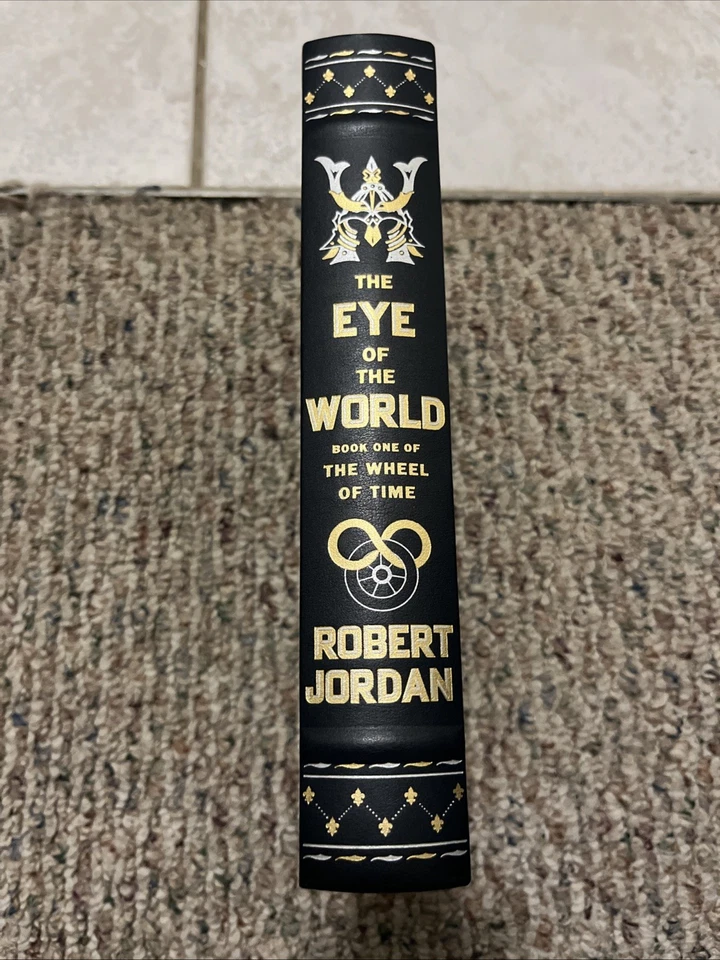 THE
EYE
OF
THE
WORLD
BOOK ONE OF
THE WHEEL
OF TIME
ROBERT
JORDAN